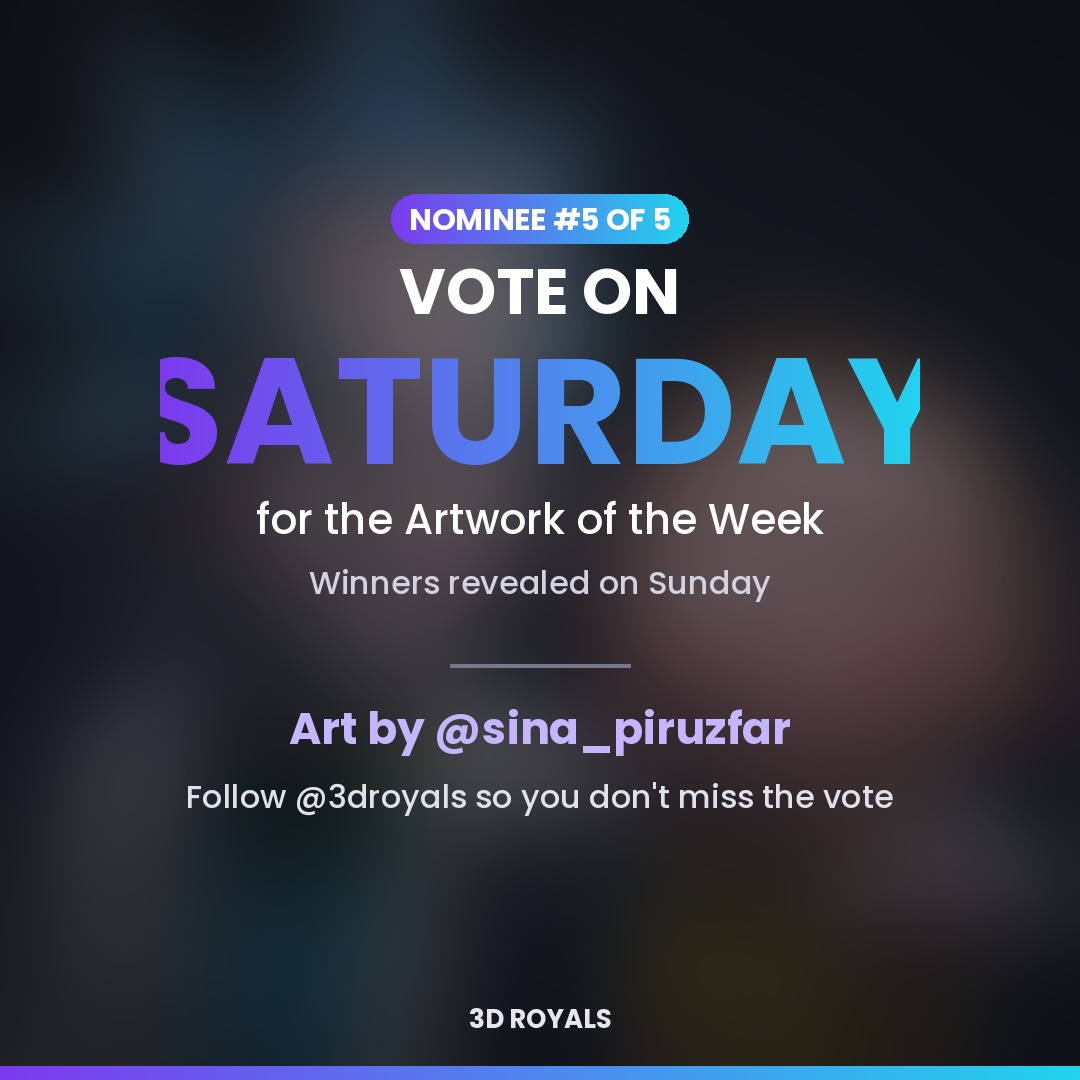 NOMINEE #5 OF 5
VOTE ON
SATURDAY
for the Artwork of the Week
Winners revealed on Sunday
Art by @sina_piruzfar
Follow @3droyals so you don't miss the vote
3D ROYALS